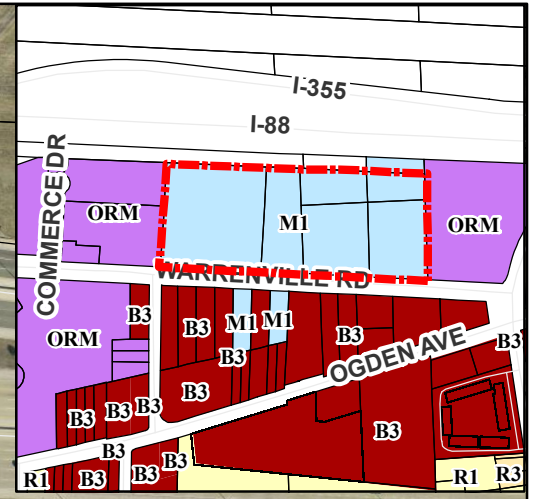 I-355
I-88
COMMERCE DR
ORM
M1
ORM
WARRENVILLE RD
ORM
B3
B3
M1
M1
B3
B3
B3
OGDEN AVE
B3
B3
B3
B3
B3
B3
B3
R1
B3
B3
B3
R1
R3